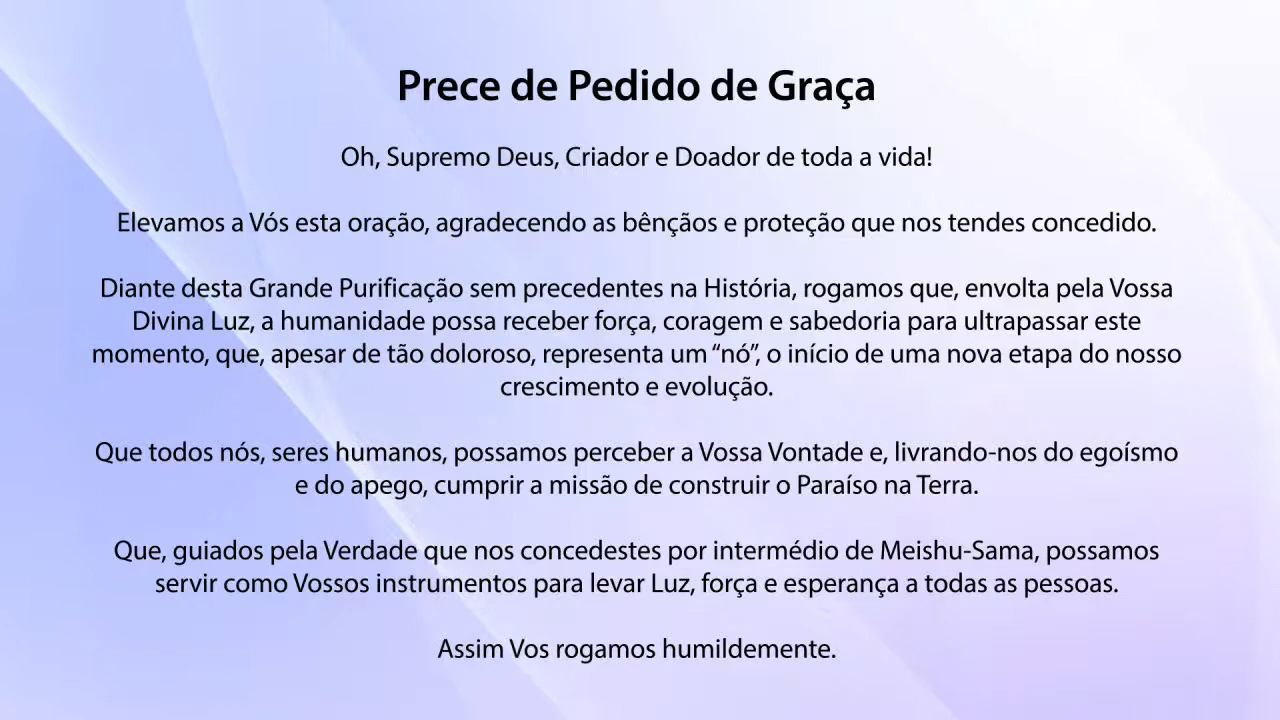 Prece de Pedido de Graça
Oh, Supremo Deus, Criador e Doador de toda a vida!
Elevamos a Vós esta oração, agradecendo as bênçãos e proteção que nos tendes concedido.
Diante desta Grande Purificação sem precedentes na História, rogamos que, envolta pela Vossa
Divina Luz, a humanidade possa receber força, coragem e sabedoria para ultrapassar este
momento, que, apesar de tão doloroso, representa um “nó”, o início de uma nova etapa do nosso
crescimento e evolução.
Que todos nós, seres humanos, possamos perceber a Vossa Vontade e, livrando-nos do egoísmo
e do apego, cumprir a missão de construir o Paraíso na Terra.
Que, guiados pela Verdade que nos concedestes por intermédio de Meishu-Sama, possamos
servir como Vossos instrumentos para levar Luz, força e esperança a todas as pessoas.
Assim Vos rogamos humildemente.